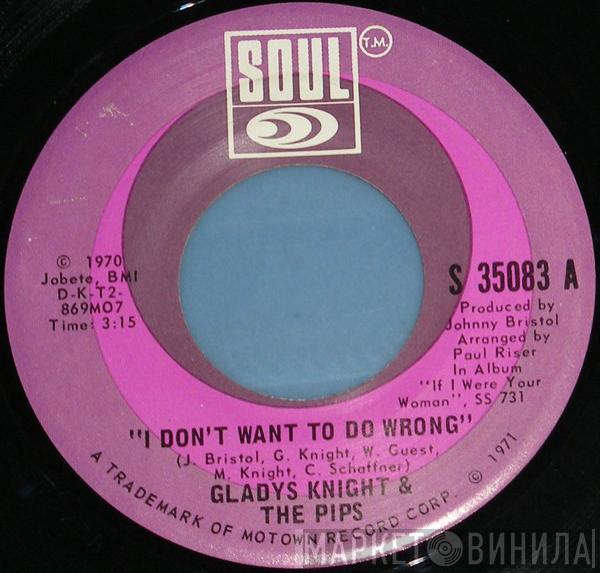 SOUL
T.M.
© 1970
Jobete, BMI
D-K-T2-
869MO7
Time: 3:15
S 35083 A
Produced by
Johnny Bristol
Arranged by
Paul Riser
In Album
"If I Were Your
Woman", SS 731
"I DON'T WANT TO DO WRONG"
(J. Bristol, G. Knight, W. Guest,
M. Knight, C. Schaffner)
GLADYS KNIGHT &
THE PIPS
A TRADEMARK OF MOTOWN RECORD CORP. © 1971
МАРКЕТ ВИНИЛА